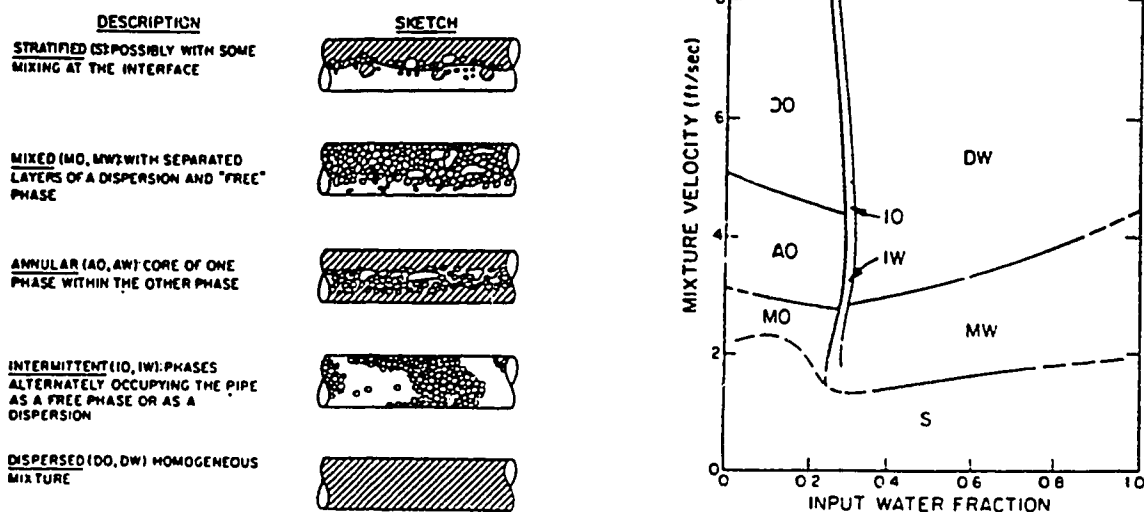 DESCRIPTION
SKETCH
STRATIFIED (S):POSSIBLY WITH SOME
MIXING AT THE INTERFACE
MIXED (MO, MW):WITH SEPARATED
LAYERS OF A DISPERSION AND "FREE"
PHASE
ANNULAR (AO, AW): CORE OF ONE
PHASE WITHIN THE OTHER PHASE
INTERMITTENT (IO, IW): PHASES
ALTERNATELY OCCUPYING THE PIPE
AS A FREE PHASE OR AS A
DISPERSION
DISPERSED (DO, DW) HOMOGENEOUS
MIXTURE
MIXTURE VELOCITY (ft/sec)
6
4
2
0
DO
DW
IO
AO
IW
MO
MW
S
0 0.2 0.4 0.6 0.8 1.0
INPUT WATER FRACTION